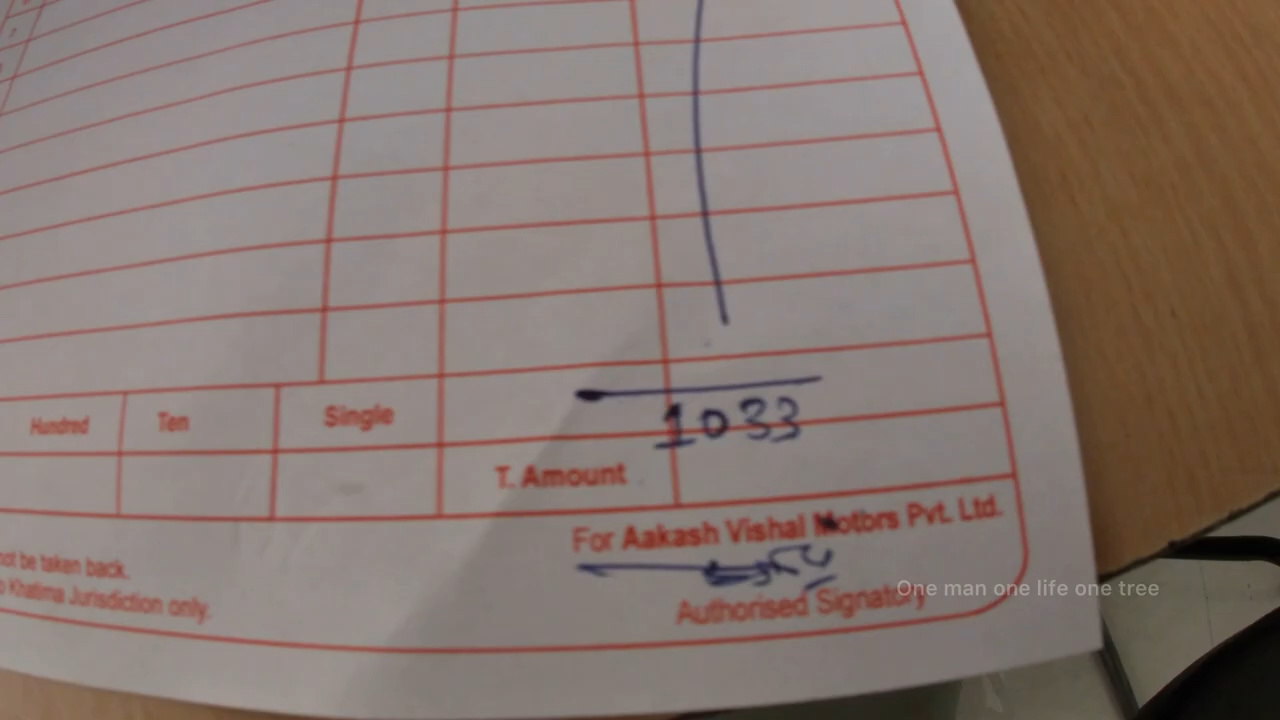 1033
Hundred Ten Single
T. Amount
For Aakash Vishal Motors Pvt. Ltd.
not be taken back.
Khatima Jurisdiction only.
Authorised Signatory
One man one life one tree